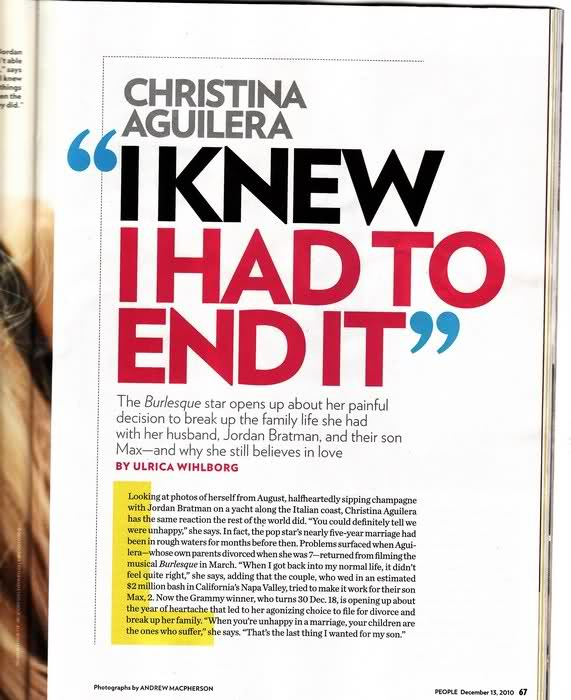 Jordan
't able
," says
I knew
things
en the
y did."
CHRISTINA
AGUILERA
“I KNEW
I HAD TO
END IT”
The Burlesque star opens up about her painful
decision to break up the family life she had
with her husband, Jordan Bratman, and their son
Max—and why she still believes in love
BY ULRICA WIHLBORG
Looking at photos of herself from August, halfheartedly sipping champagne
with Jordan Bratman on a yacht along the Italian coast, Christina Aguilera
has the same reaction the rest of the world did. “You could definitely tell we
were unhappy,” she says. In fact, the pop star's nearly five-year marriage had
been in rough waters for months before then. Problems surfaced when Agui-
lera—whose own parents divorced when she was 7—returned from filming the
musical Burlesque in March. “When I got back into my normal life, it didn't
feel quite right,” she says, adding that the couple, who wed in an estimated
$2 million bash in California's Napa Valley, tried to make it work for their son
Max, 2. Now the Grammy winner, who turns 30 Dec. 18, is opening up about
the year of heartache that led to her agonizing choice to file for divorce and
break up her family. “When you're unhappy in a marriage, your children are
the ones who suffer,” she says. “That's the last thing I wanted for my son.”
Photographs by ANDREW MACPHERSON
PEOPLE December 13, 2010 67